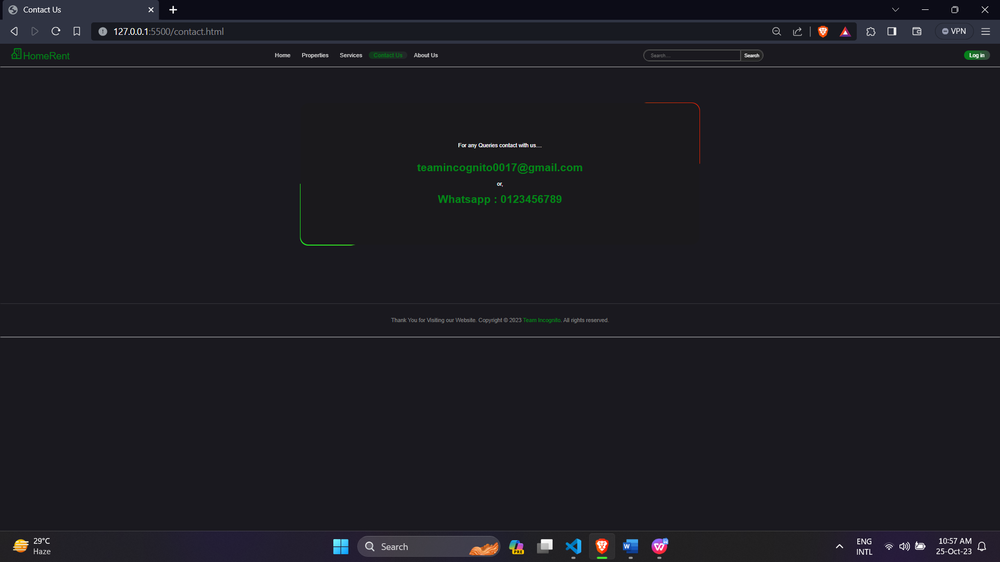 Contact Us
127.0.0.1:5500/contact.html
VPN
HomeRent
Home Properties Services Contact Us About Us
Search.... Search
Log in
For any Queries contact with us....
teamincognito0017@gmail.com
or,
Whatsapp : 0123456789
Thank You for Visiting our Website. Copyright © 2023 Team Incognito. All rights reserved.
29°C
Haze
Search
PRE
W
W
ENG
INTL
10:57 AM
25-Oct-23